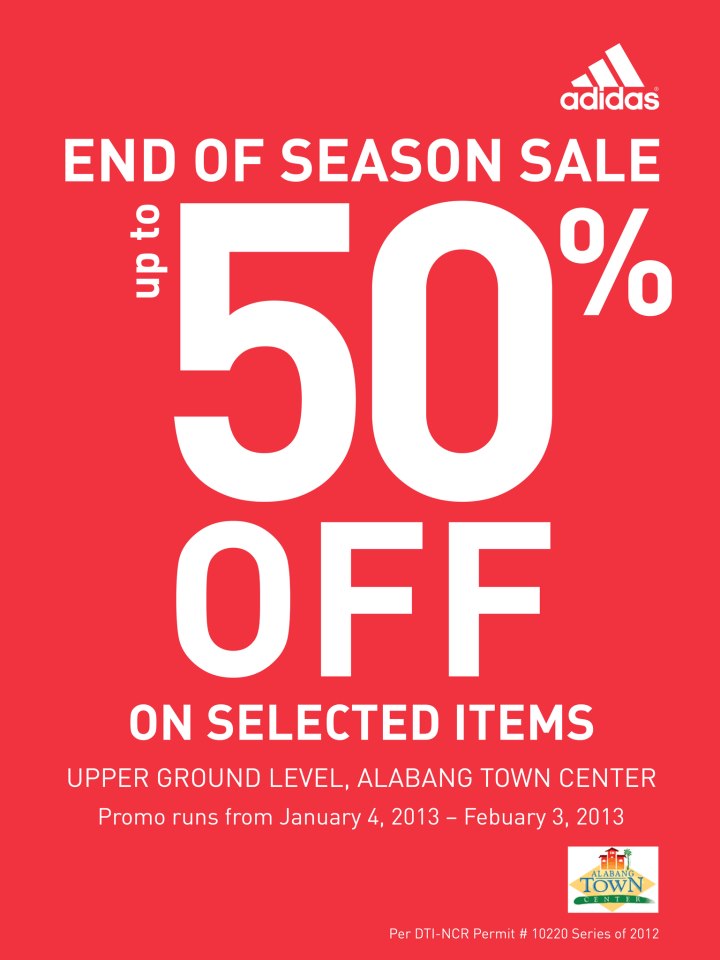 adidas®
END OF SEASON SALE
up to
50%
OFF
ON SELECTED ITEMS
UPPER GROUND LEVEL, ALABANG TOWN CENTER
Promo runs from January 4, 2013 – Febuary 3, 2013
ALABANG
TOWN
CENTER
Per DTI-NCR Permit # 10220 Series of 2012